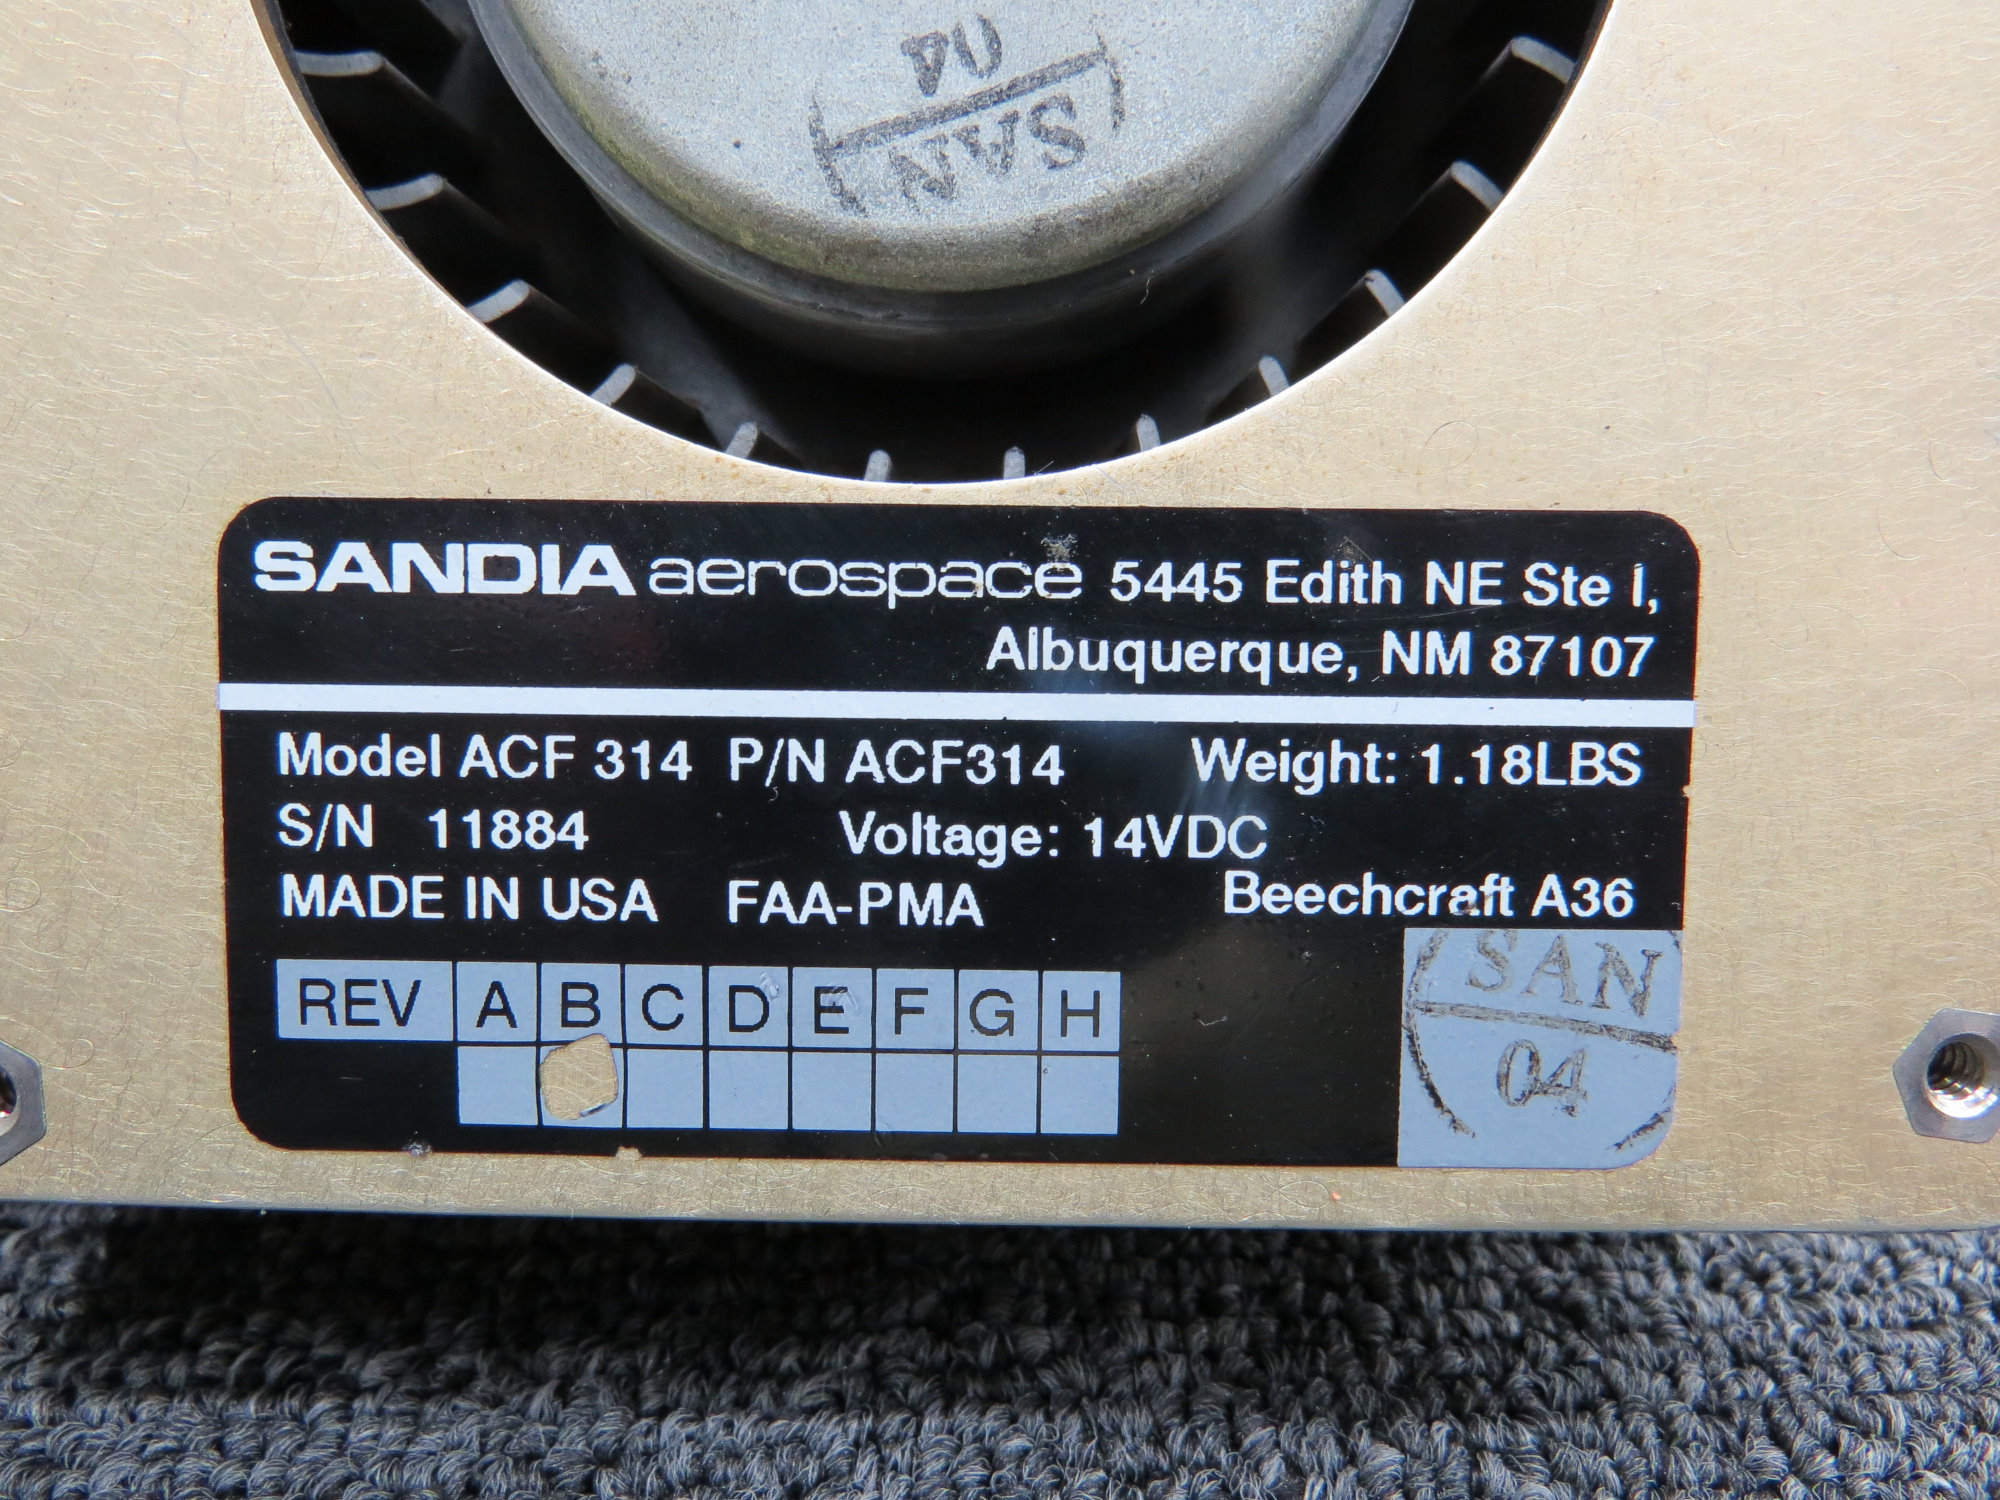 SAN
04
SANDIA aerospace 5445 Edith NE Ste I,
Albuquerque, NM 87107
Model ACF 314 P/N ACF314 Weight: 1.18LBS
S/N 11884 Voltage: 14VDC
MADE IN USA FAA-PMA Beechcraft A36
REV A B C D E F G H
SAN
04